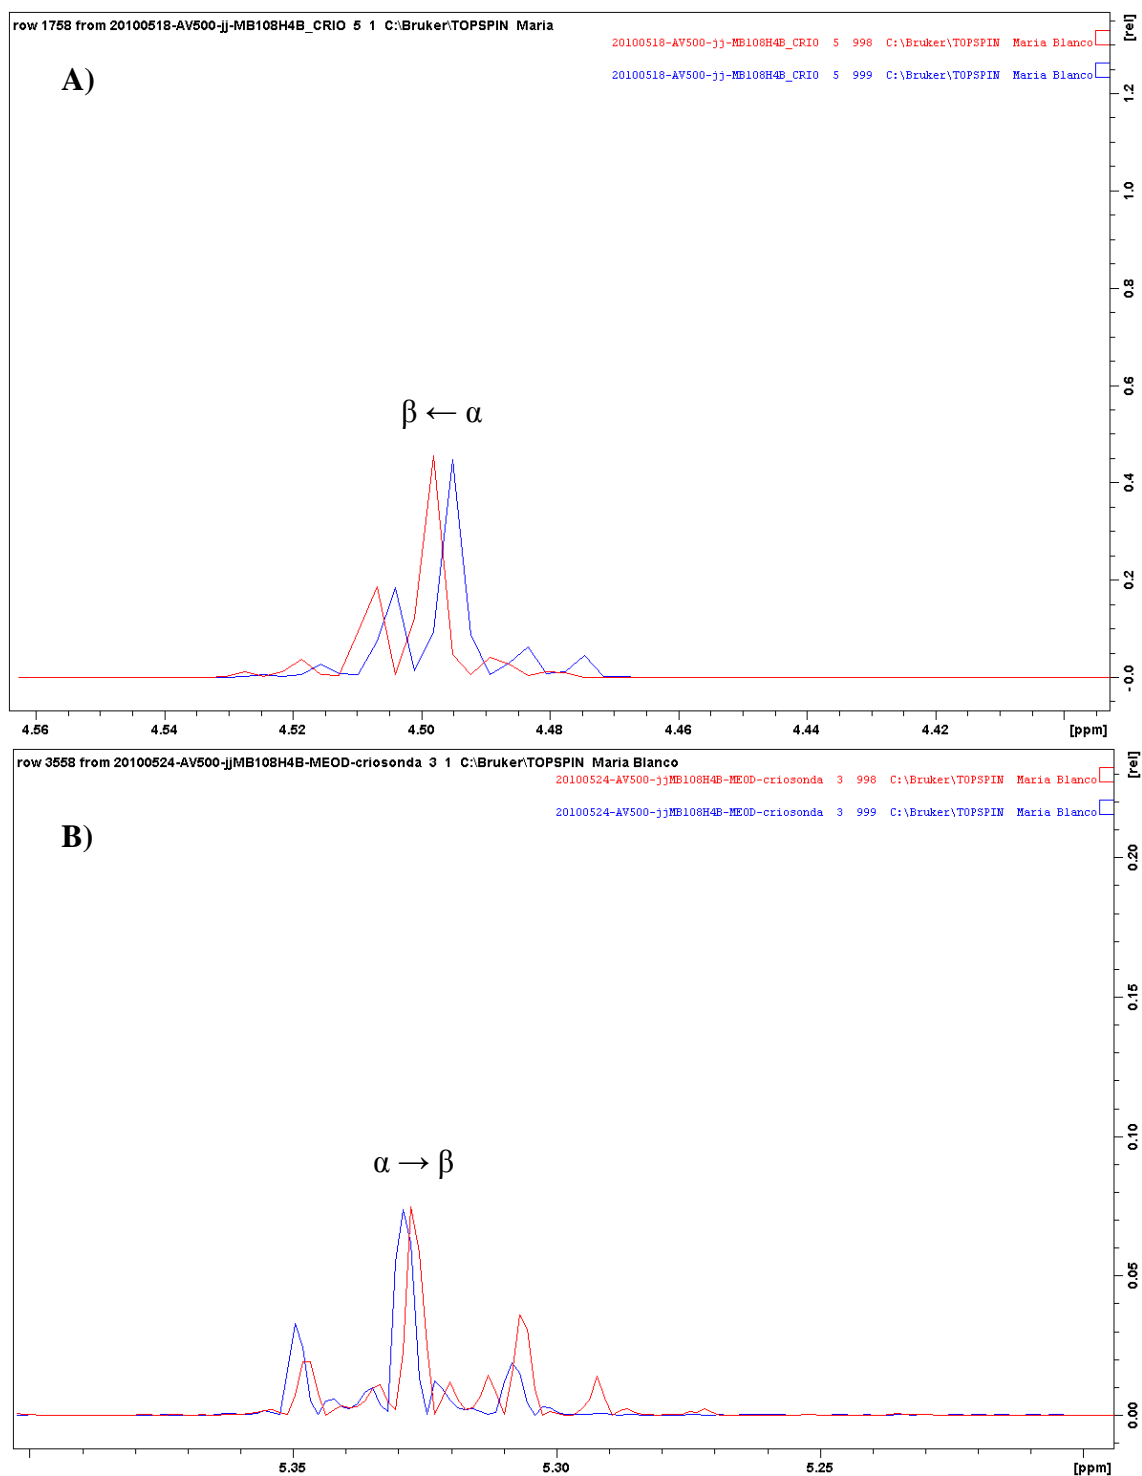 row 1758 from 20100518-AV500-jj-MB108H4B_CRIO 5 1 C:\Bruker\TOPSPIN Maria
20100518-AV500-jj-MB108H4B_CRIO 5 998 C:\Bruker\TOPSPIN Maria Blanco
20100518-AV500-jj-MB108H4B_CRIO 5 999 C:\Bruker\TOPSPIN Maria Blanco
A)
[rel]
1.2
1.0
0.8
0.6
0.4
0.2
-0.0
β ← α
4.56 4.54 4.52 4.50 4.48 4.46 4.44 4.42 [ppm]
row 3558 from 20100524-AV500-jjMB108H4B-MEOD-criosonda 3 1 C:\Bruker\TOPSPIN Maria Blanco
20100524-AV500-jjMB108H4B-MEOD-criosonda 3 998 C:\Bruker\TOPSPIN Maria Blanco
20100524-AV500-jjMB108H4B-MEOD-criosonda 3 999 C:\Bruker\TOPSPIN Maria Blanco
B)
[rel]
0.20
0.15
0.10
0.05
0.00
α → β
5.35 5.30 5.25 [ppm]